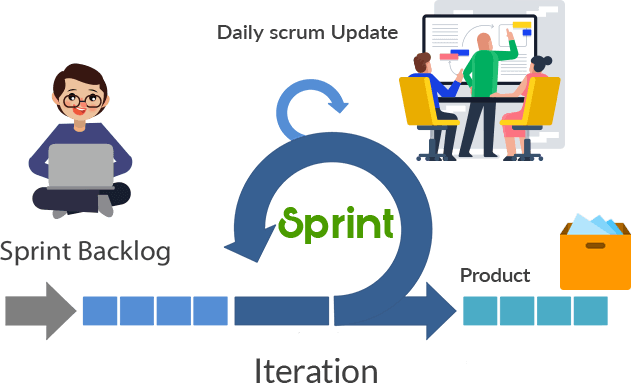 Daily scrum Update
Sprint
Sprint Backlog
Product
Iteration